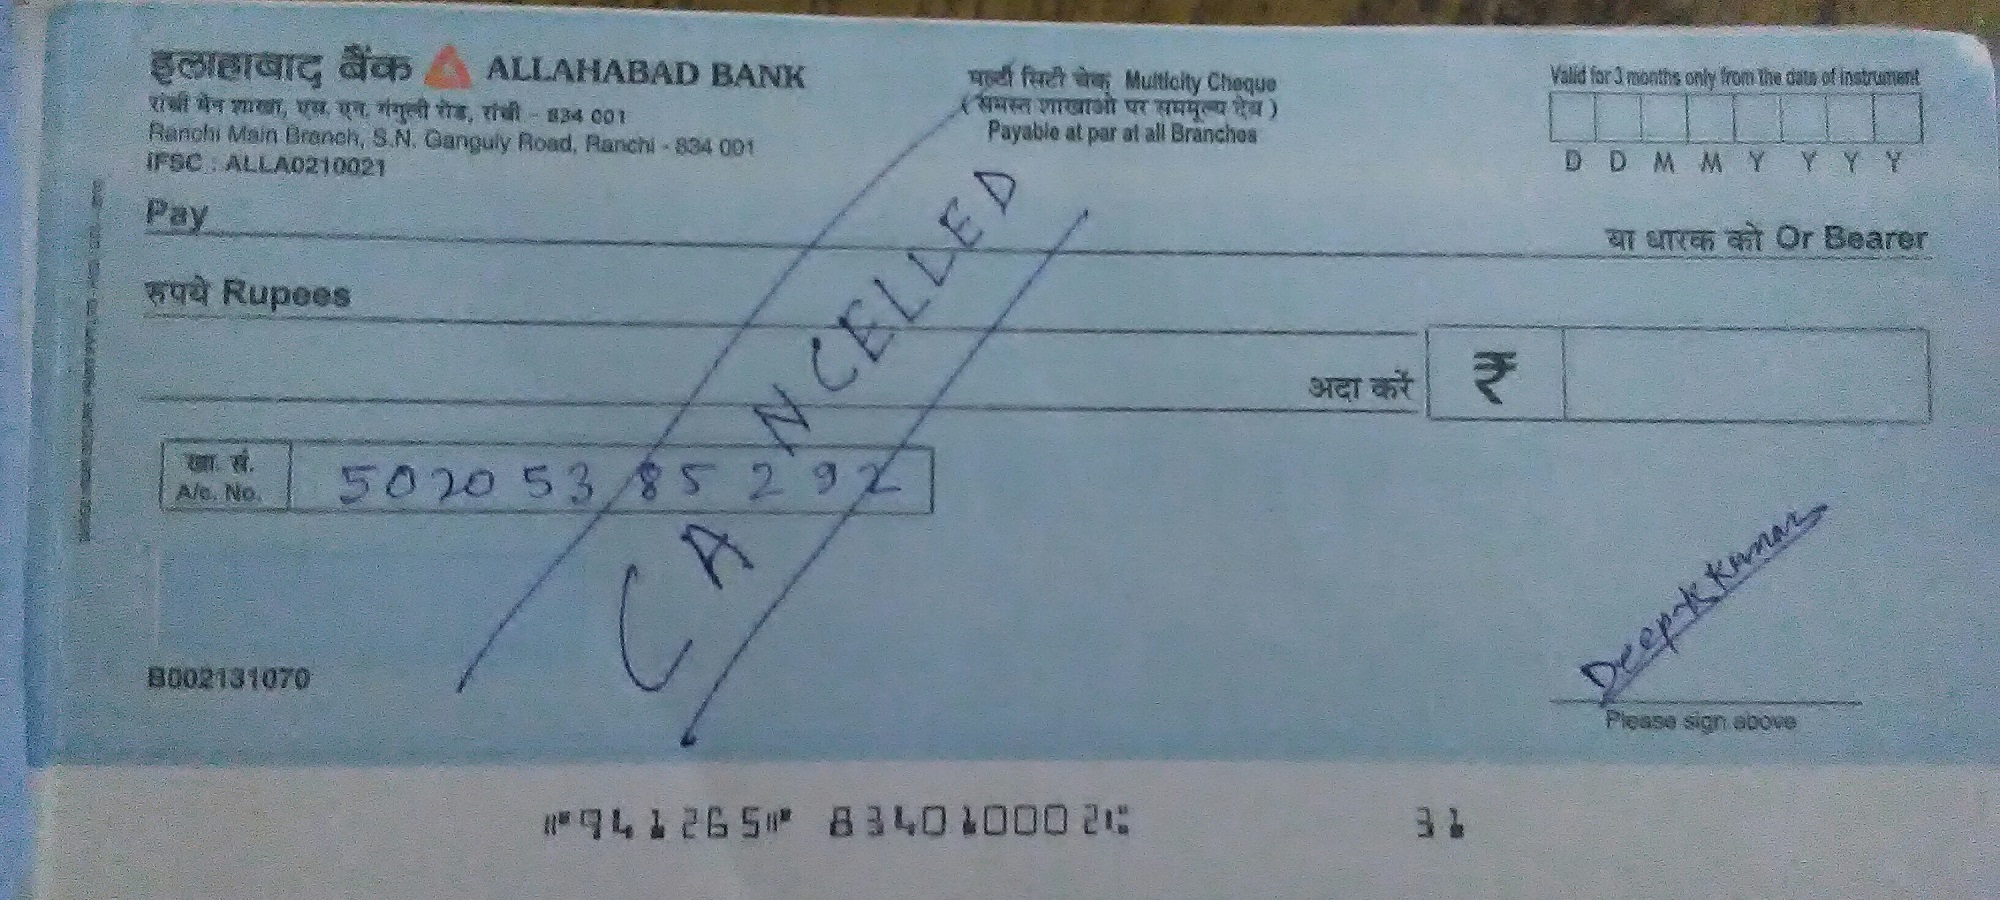 इलाहाबाद बैंक ALLAHABAD BANK
रांची मेन शाखा, एस. एन. गंगुली रोड, रांची - 834 001
Ranchi Main Branch, S.N. Ganguly Road, Ranchi - 834 001
IFSC : ALLA0210021
मल्टी सिटी चेक Multicity Cheque
(समस्त शाखाओं पर सममूल्य देय)
Payable at par at all Branches
Valid for 3 months only from the date of instrument
D D M M Y Y Y Y
Pay
या धारक को Or Bearer
रुपये Rupees
अदा करें ₹
खा. सं.
A/c. No.
50205385292
CANCELLED
B002131070
Deepak Kumar
Please sign above
⑈941265⑈ 834010002⑆ 31